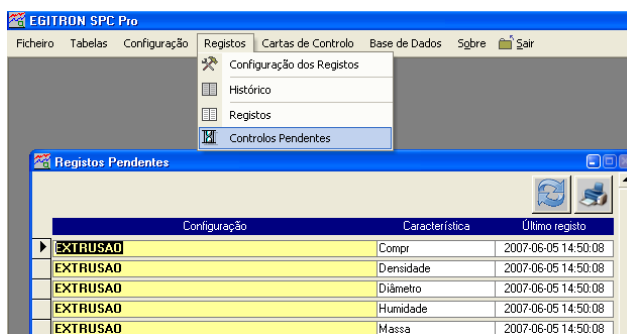 EGITRON SPC Pro
Ficheiro Tabelas Configuração Registos Cartas de Controlo Base de Dados Sobre Sair
Configuração dos Registos
Histórico
Registos
Controlos Pendentes
Registos Pendentes
Configuração Característica Último registo
EXTRUSAO Compr 2007-06-05 14:50:08
EXTRUSAO Densidade 2007-06-05 14:50:08
EXTRUSAO Diâmetro 2007-06-05 14:50:08
EXTRUSAO Humidade 2007-06-05 14:50:08
EXTRUSAO Massa 2007-06-05 14:50:08